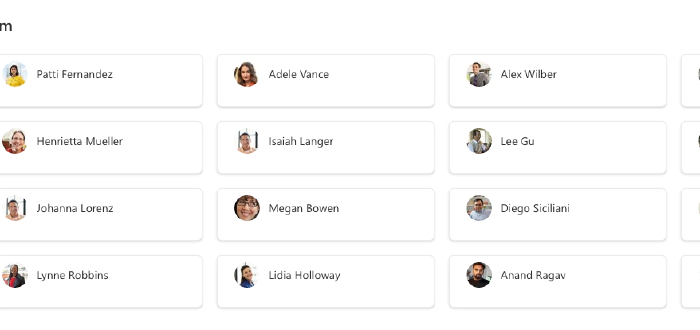 m
Patti Fernandez
Adele Vance
Alex Wilber
Henrietta Mueller
Isaiah Langer
Lee Gu
Johanna Lorenz
Megan Bowen
Diego Siciliani
Lynne Robbins
Lidia Holloway
Anand Ragav